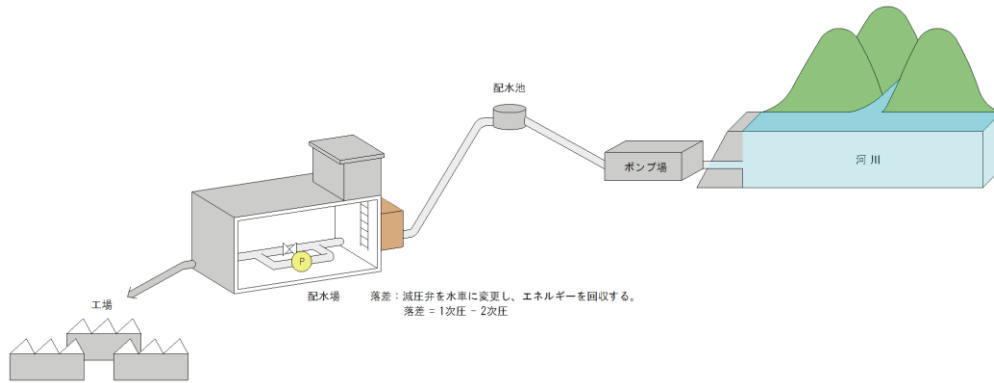 配水池
ポンプ場
河川
P
配水場
落差：減圧弁を水車に変更し、エネルギーを回収する。
落差 = 1次圧 − 2次圧
工場